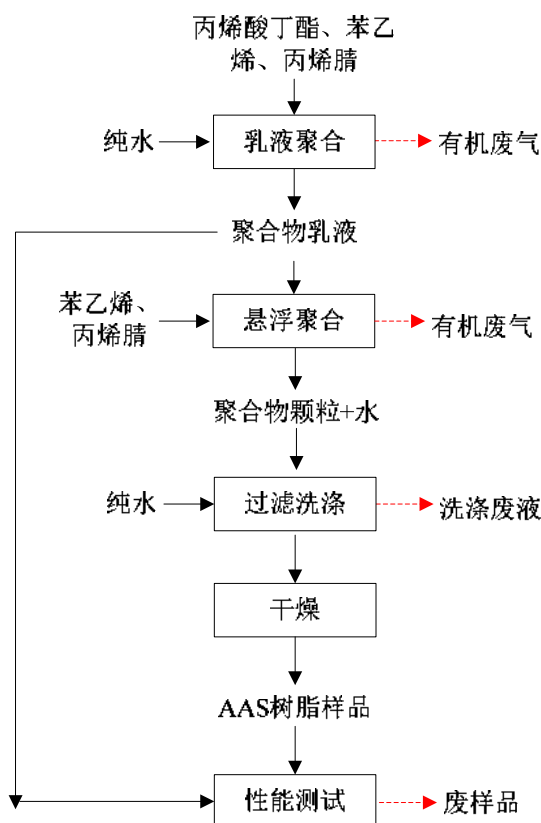 丙烯酸丁酯、苯乙
烯、丙烯腈
纯水
乳液聚合
有机废气
聚合物乳液
苯乙烯、
丙烯腈
悬浮聚合
有机废气
聚合物颗粒+水
纯水
过滤洗涤
洗涤废液
干燥
AAS树脂样品
性能测试
废样品